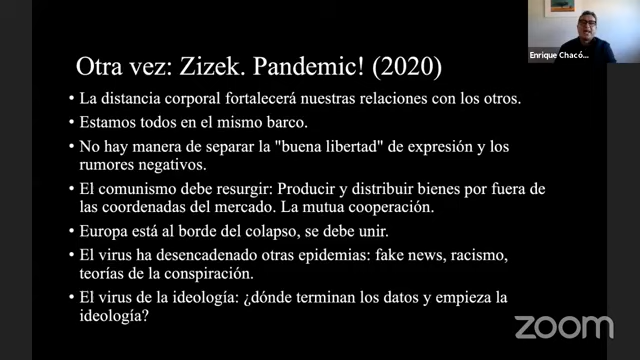 Enrique Chacó...
Otra vez: Zizek. Pandemic! (2020)
• La distancia corporal fortalecerá nuestras relaciones con los otros.
• Estamos todos en el mismo barco.
• No hay manera de separar la "buena libertad" de expresión y los
rumores negativos.
• El comunismo debe resurgir: Producir y distribuir bienes por fuera de
las coordenadas del mercado. La mutua cooperación.
• Europa está al borde del colapso, se debe unir.
• El virus ha desencadenado otras epidemias: fake news, racismo,
teorías de la conspiración.
• El virus de la ideología: ¿dónde terminan los datos y empieza la
ideología?
zoom